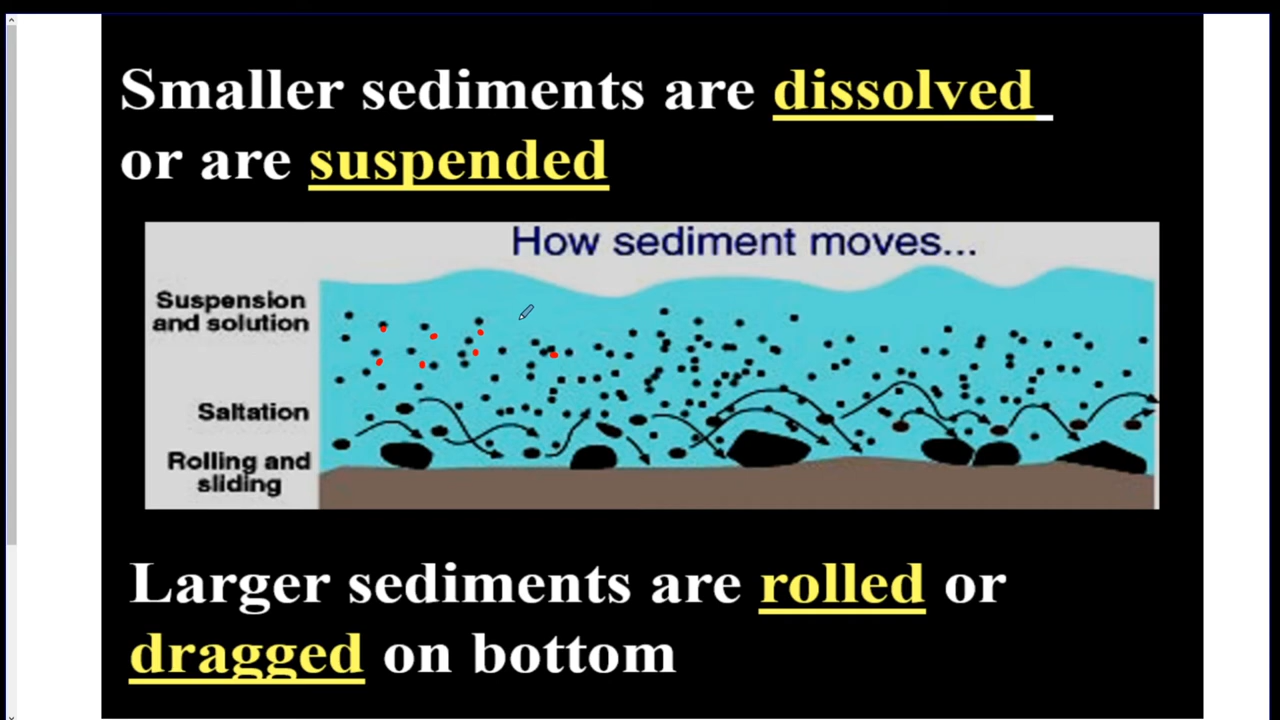 Smaller sediments are dissolved
or are suspended
How sediment moves...
Suspension
and solution
Saltation
Rolling and
sliding
Larger sediments are rolled or
dragged on bottom